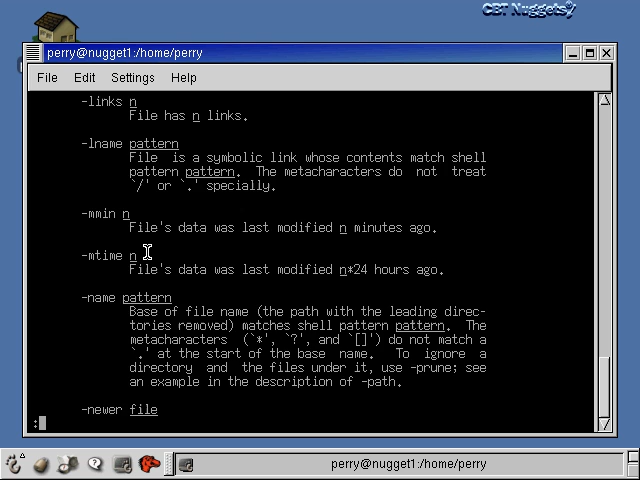 CBT Nuggets
perry@nugget1:/home/perry
File Edit Settings Help
-links n
File has n links.
-lname pattern
File is a symbolic link whose contents match shell
pattern pattern. The metacharacters do not treat
`/' or `.' specially.
-mmin n
File's data was last modified n minutes ago.
-mtime n
File's data was last modified n*24 hours ago.
-name pattern
Base of file name (the path with the leading direc-
tories removed) matches shell pattern pattern. The
metacharacters (`*', `?', and `[]') do not match a
`.' at the start of the base name. To ignore a
directory and the files under it, use -prune; see
an example in the description of -path.
-newer file
:
perry@nugget1:/home/perry